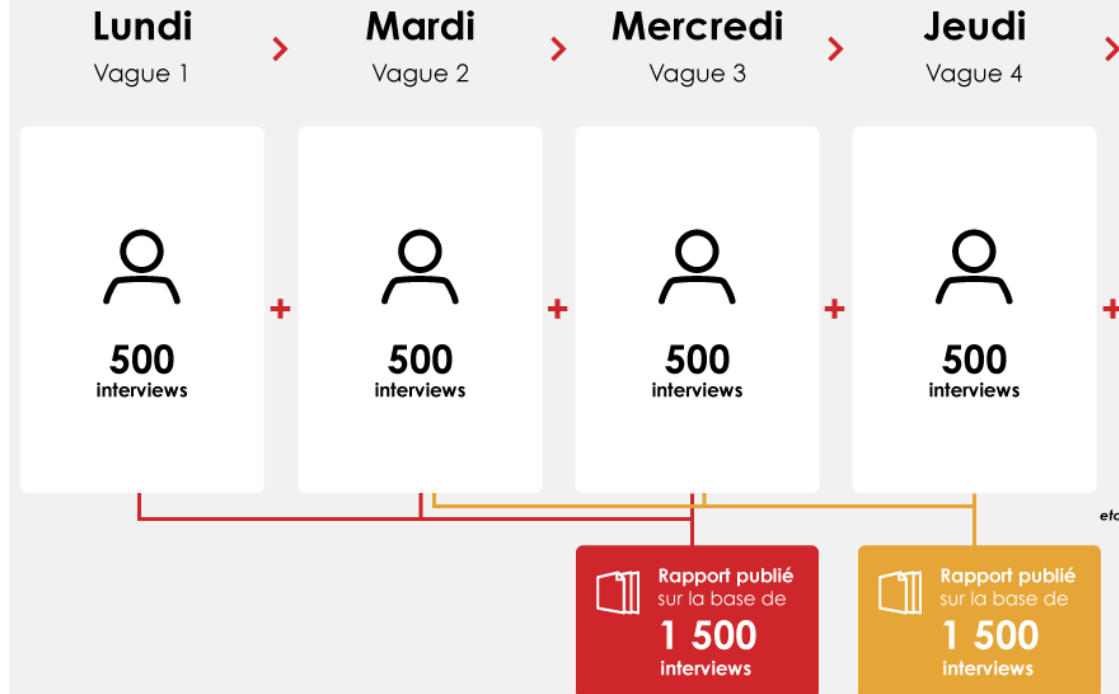 Lundi
Vague 1
Mardi
Vague 2
Mercredi
Vague 3
Jeudi
Vague 4
500
interviews
500
interviews
500
interviews
500
interviews
etc
Rapport publié
sur la base de
1 500
interviews
Rapport publié
sur la base de
1 500
interviews